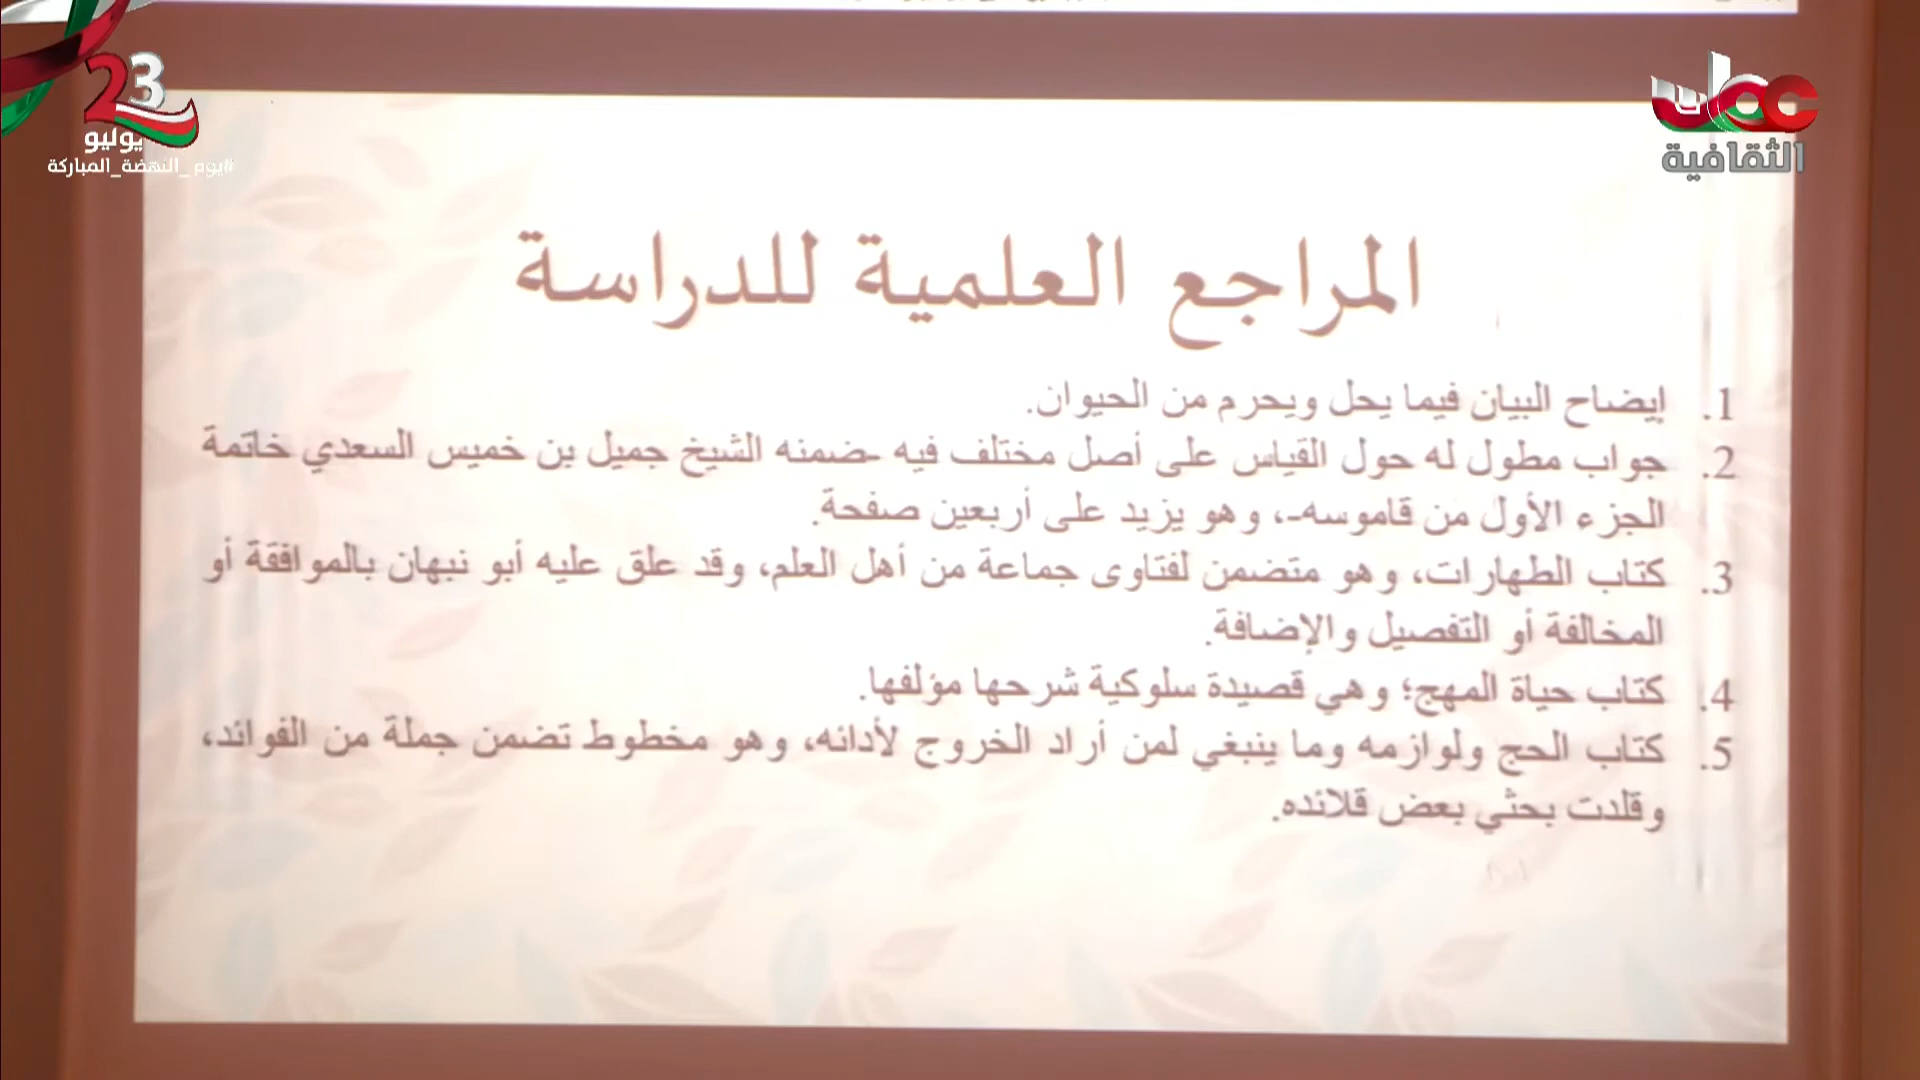 23
يوليو
#يوم_النهضة_المباركة
عمان
الثقافية
المراجع العلمية للدراسة
1. إيضاح البيان فيما يحل ويحرم من الحيوان.
2. جواب مطول له حول القياس على أصل مختلف فيه -ضمنه الشيخ جميل بن خميس السعدي خاتمة
الجزء الأول من قاموسه-، وهو يزيد على أربعين صفحة.
3. كتاب الطهارات، وهو متضمن لفتاوى جماعة من أهل العلم، وقد علق عليه أبو نبهان بالموافقة أو
المخالفة أو التفصيل والإضافة.
4. كتاب حياة المهج؛ وهي قصيدة سلوكية شرحها مؤلفها.
5. كتاب الحج ولوازمه وما ينبغي لمن أراد الخروج لأدائه، وهو مخطوط تضمن جملة من الفوائد،
وقلدت بحثي بعض قلائده.